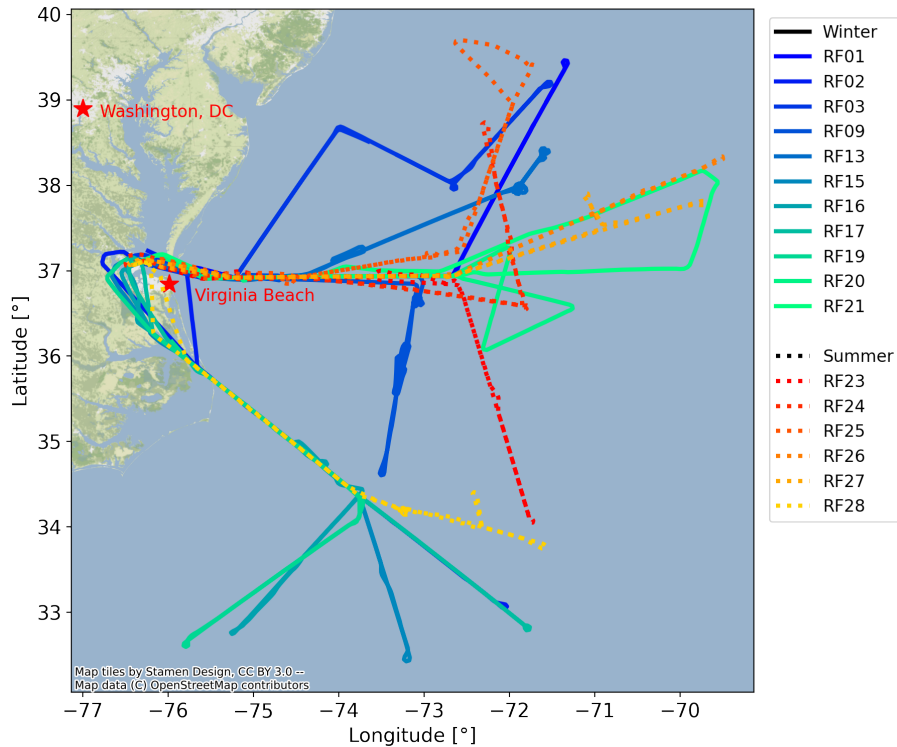 40
39
38
37
36
35
34
33
Latitude [°]
−77
−76
−75
−74
−73
−72
−71
−70
Longitude [°]
Washington, DC
Virginia Beach
Map tiles by Stamen Design, CC BY 3.0 --
Map data (C) OpenStreetMap contributors
Winter
RF01
RF02
RF03
RF09
RF13
RF15
RF16
RF17
RF19
RF20
RF21
Summer
RF23
RF24
RF25
RF26
RF27
RF28